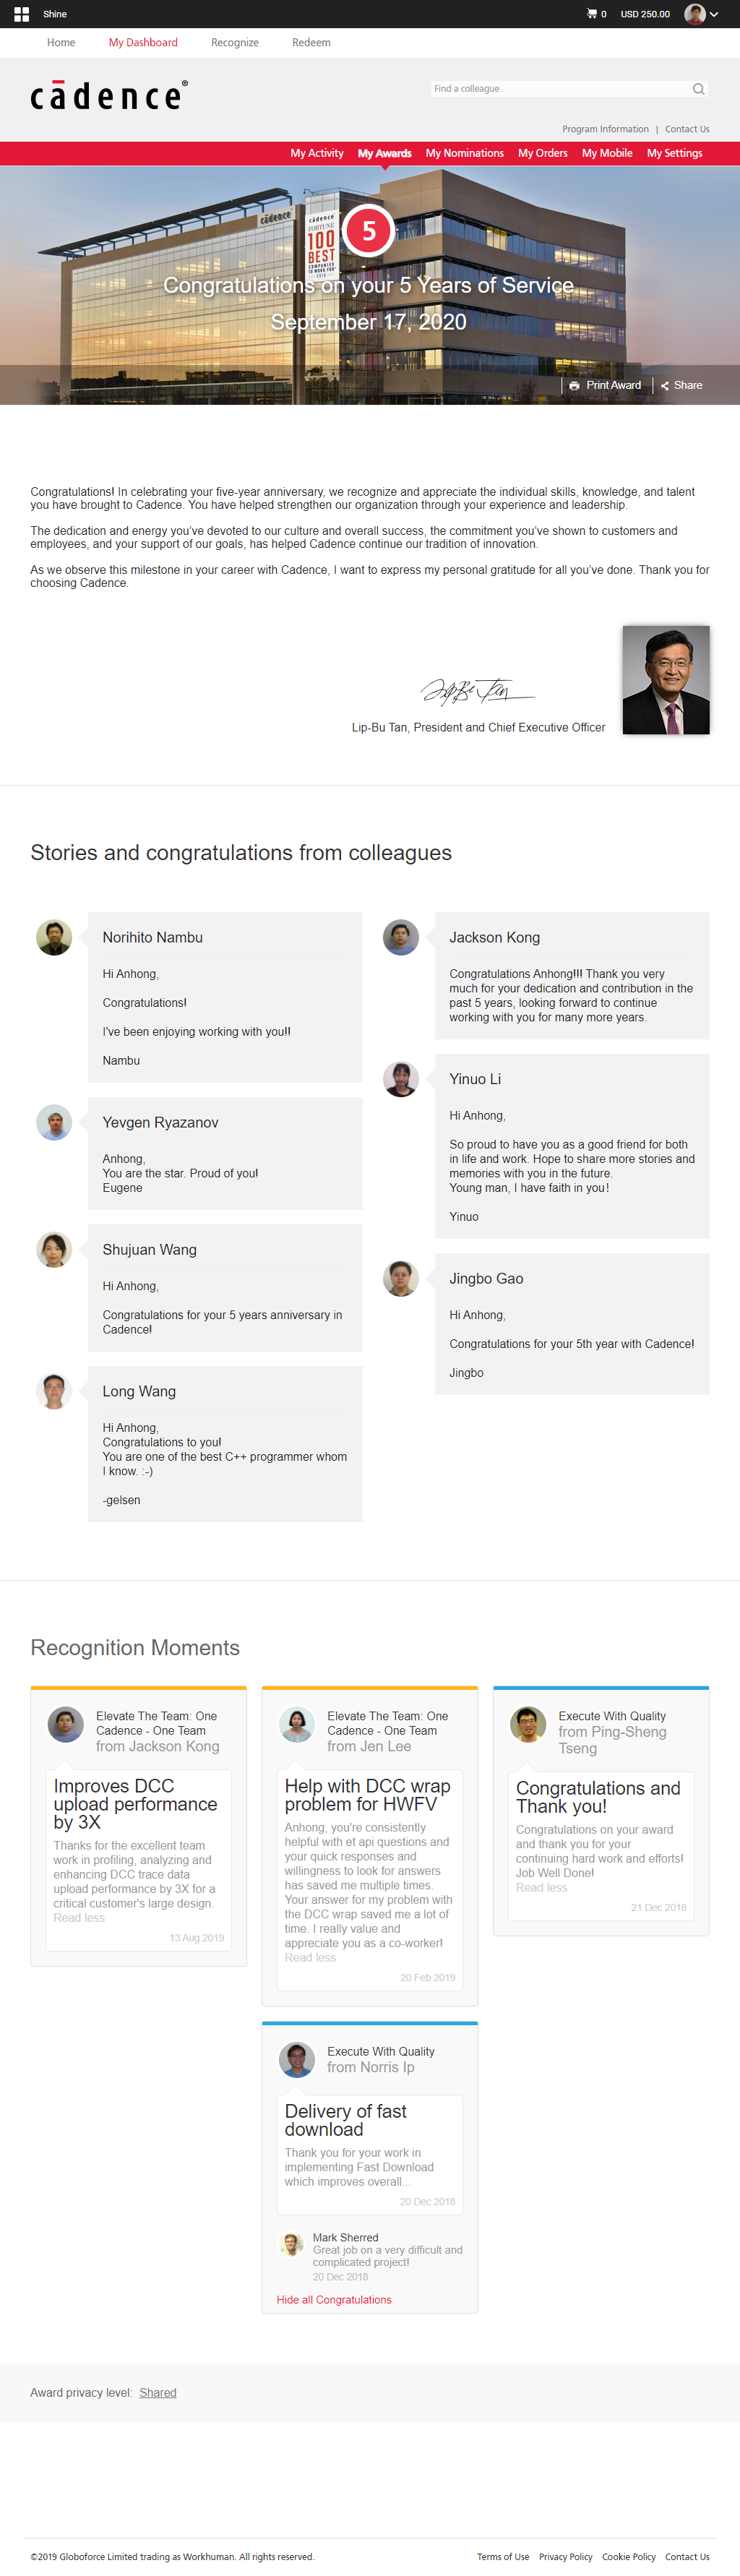 Shine
0
USD 250.00
Home
My Dashboard
Recognize
Redeem
cādence®
Find a colleague
Program Information | Contact Us
My Activity
My Awards
My Nominations
My Orders
My Mobile
My Settings
cādence
cādence
FORTUNE
100
BEST
COMPANIES
TO WORK FOR
5
Congratulations on your 5 Years of Service
September 17, 2020
Print Award
Share
Congratulations! In celebrating your five-year anniversary, we recognize and appreciate the individual skills, knowledge, and talent
you have brought to Cadence. You have helped strengthen our organization through your experience and leadership.
The dedication and energy you've devoted to our culture and overall success, the commitment you've shown to customers and
employees, and your support of our goals, has helped Cadence continue our tradition of innovation.
As we observe this milestone in your career with Cadence, I want to express my personal gratitude for all you've done. Thank you for
choosing Cadence.
Lip-Bu Tan
Lip-Bu Tan, President and Chief Executive Officer
Stories and congratulations from colleagues
Norihito Nambu
Hi Anhong,
Congratulations!
I've been enjoying working with you!!
Nambu
Yevgen Ryazanov
Anhong,
You are the star. Proud of you!
Eugene
Shujuan Wang
Hi Anhong,
Congratulations for your 5 years anniversary in
Cadence!
Long Wang
Hi Anhong,
Congratulations to you!
You are one of the best C++ programmer whom
I know. :-)
-gelsen
Jackson Kong
Congratulations Anhong!!! Thank you very
much for your dedication and contribution in the
past 5 years, looking forward to continue
working with you for many more years.
Yinuo Li
Hi Anhong,
So proud to have you as a good friend for both
in life and work. Hope to share more stories and
memories with you in the future.
Young man, I have faith in you!
Yinuo
Jingbo Gao
Hi Anhong,
Congratulations for your 5th year with Cadence!
Jingbo
Recognition Moments
Elevate The Team: One
Cadence - One Team
from Jackson Kong
Improves DCC
upload performance
by 3X
Thanks for the excellent team
work in profiling, analyzing and
enhancing DCC trace data
upload performance by 3X for a
critical customer's large design.
Read less
13 Aug 2019
Elevate The Team: One
Cadence - One Team
from Jen Lee
Help with DCC wrap
problem for HWFV
Anhong, you're consistently
helpful with et api questions and
your quick responses and
willingness to look for answers
has saved me multiple times.
Your answer for my problem with
the DCC wrap saved me a lot of
time. I really value and
appreciate you as a co-worker!
Read less
20 Feb 2019
Execute With Quality
from Ping-Sheng
Tseng
Congratulations and
Thank you!
Congratulations on your award
and thank you for your
continuing hard work and efforts!
Job Well Done!
Read less
21 Dec 2018
Execute With Quality
from Norris Ip
Delivery of fast
download
Thank you for your work in
implementing Fast Download
which improves overall...
20 Dec 2018
Mark Sherred
Great job on a very difficult and
complicated project!
20 Dec 2018
Hide all Congratulations
Award privacy level: Shared
©2019 Globoforce Limited trading as Workhuman. All rights reserved.
Terms of Use
Privacy Policy
Cookie Policy
Contact Us